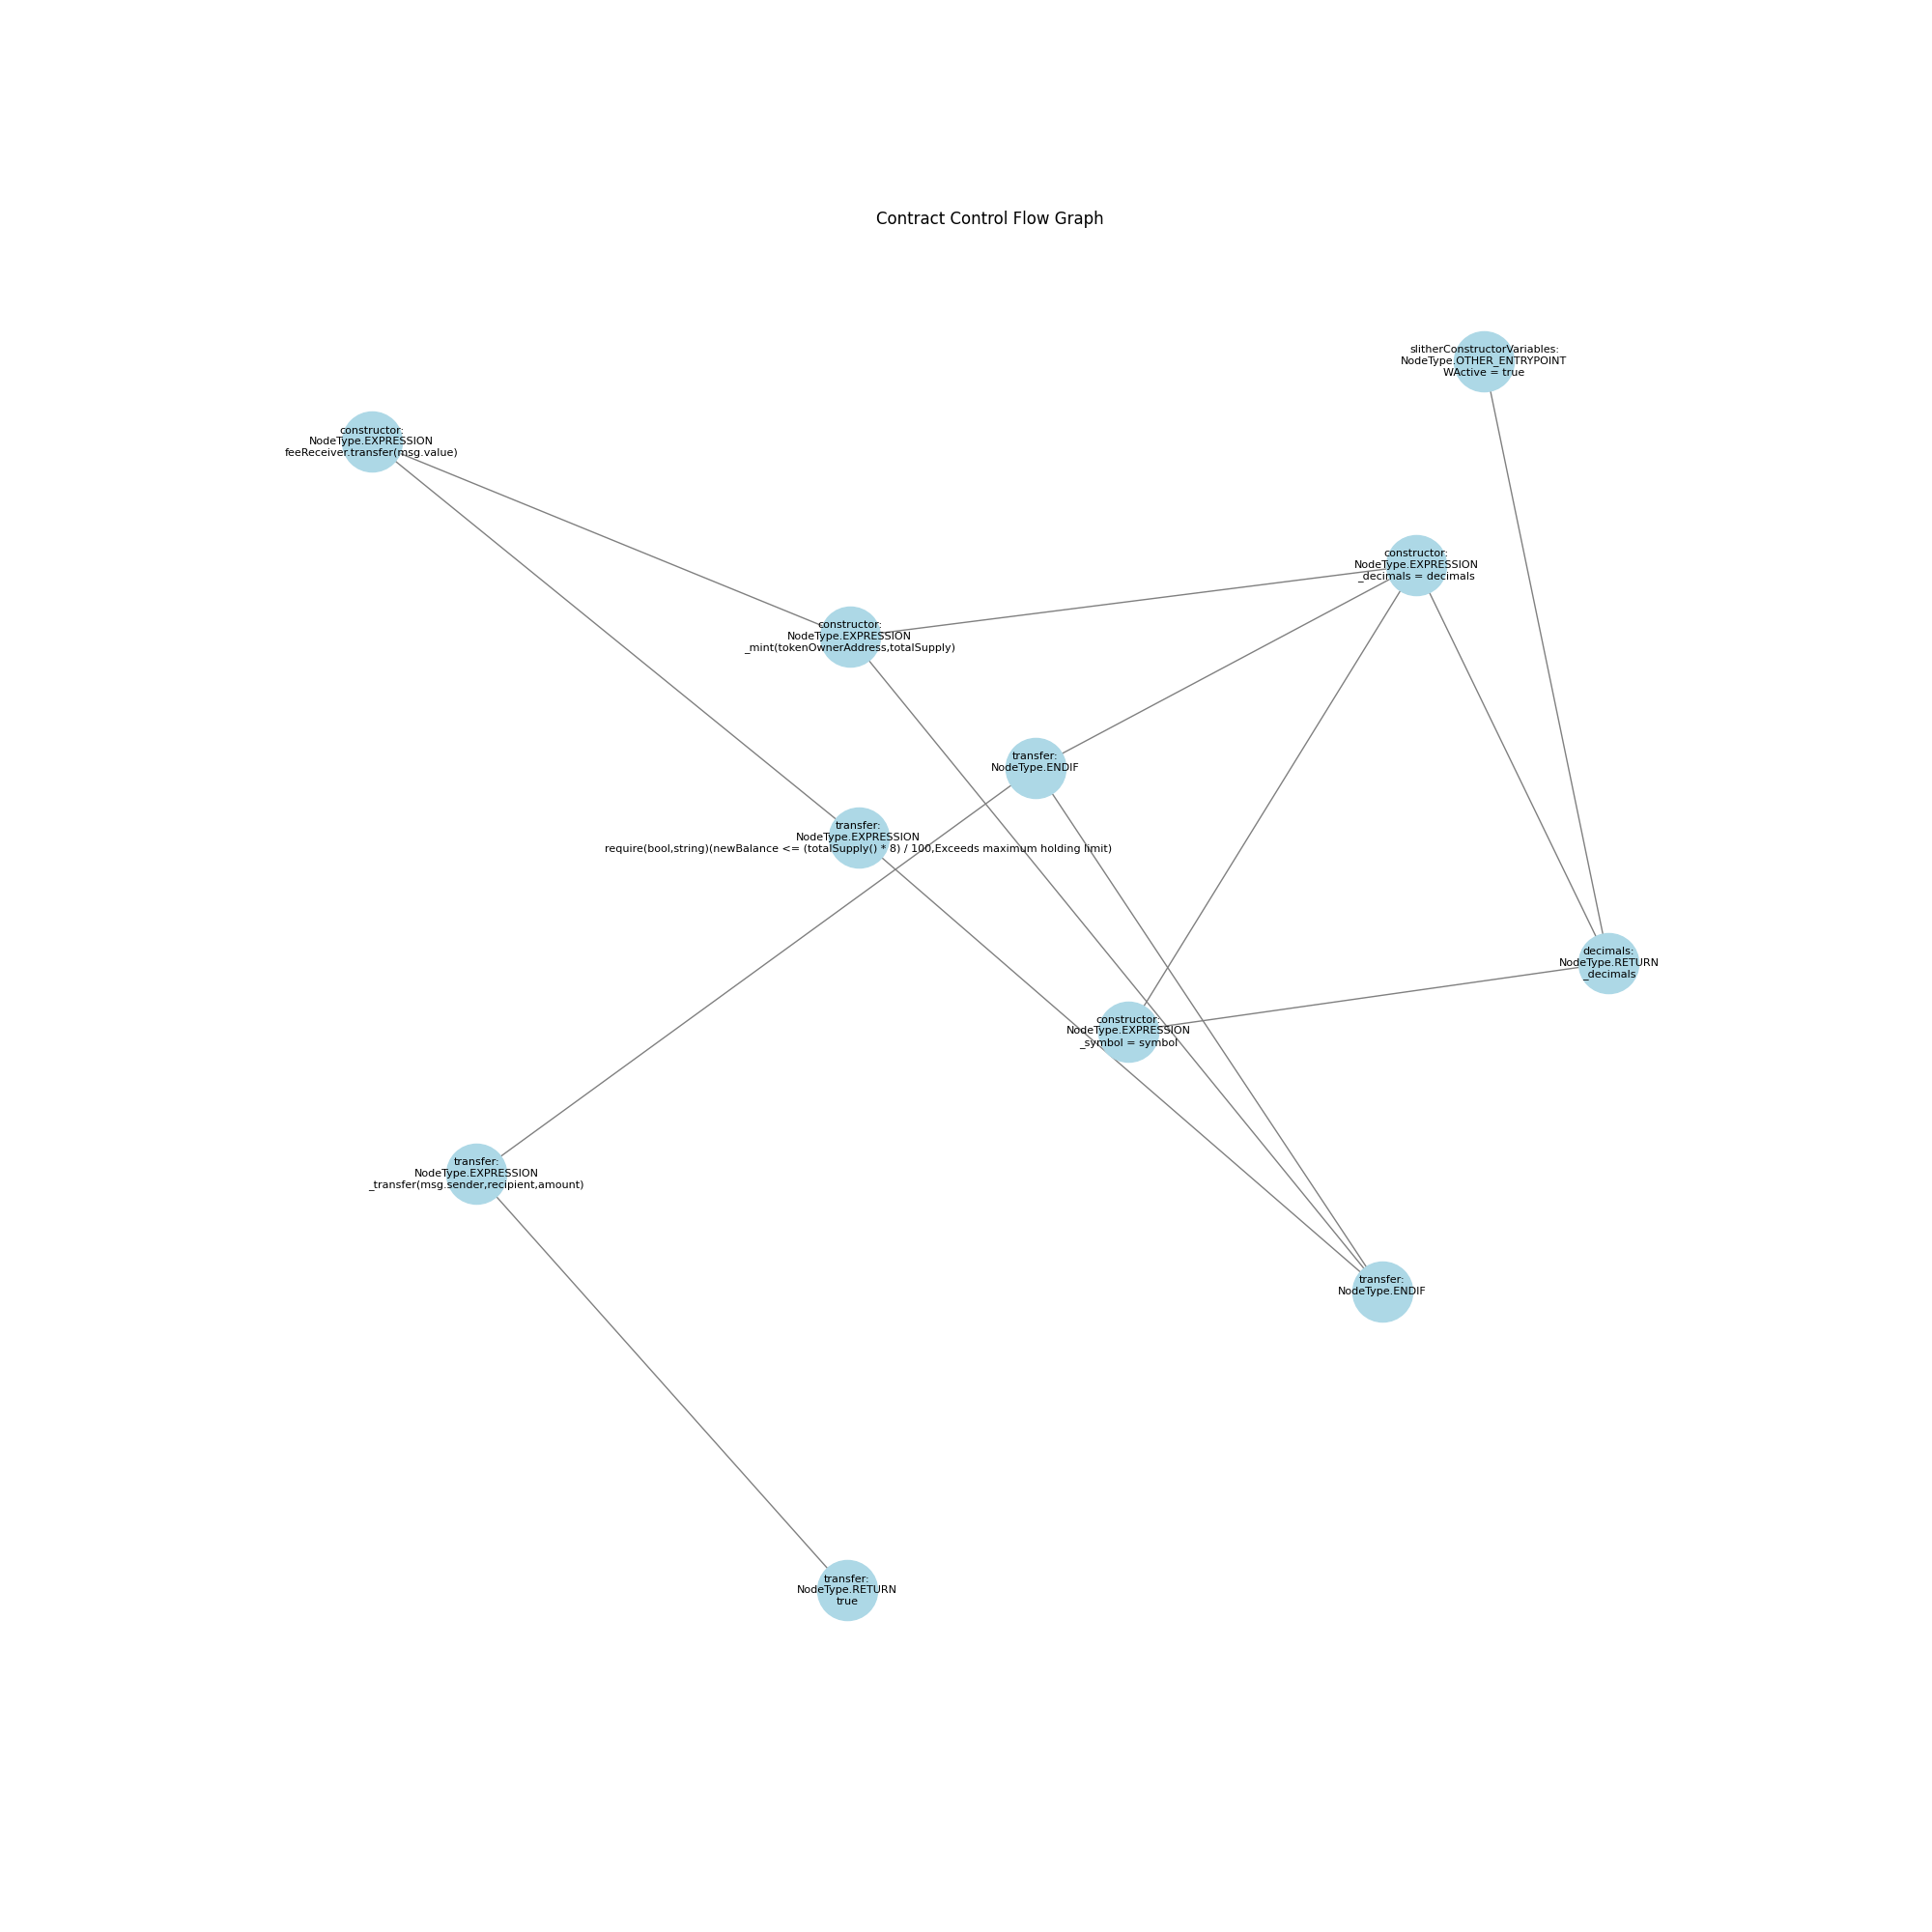 Contract Control Flow Graph
slitherConstructorVariables:
NodeType.OTHER_ENTRYPOINT
WActive = true
constructor:
NodeType.EXPRESSION
feeReceiver.transfer(msg.value)
constructor:
NodeType.EXPRESSION
_decimals = decimals
constructor:
NodeType.EXPRESSION
_mint(tokenOwnerAddress,totalSupply)
transfer:
NodeType.ENDIF
transfer:
NodeType.EXPRESSION
require(bool,string)(newBalance <= (totalSupply() * 8) / 100,Exceeds maximum holding limit)
decimals:
NodeType.RETURN
_decimals
constructor:
NodeType.EXPRESSION
_symbol = symbol
transfer:
NodeType.EXPRESSION
_transfer(msg.sender,recipient,amount)
transfer:
NodeType.ENDIF
transfer:
NodeType.RETURN
true